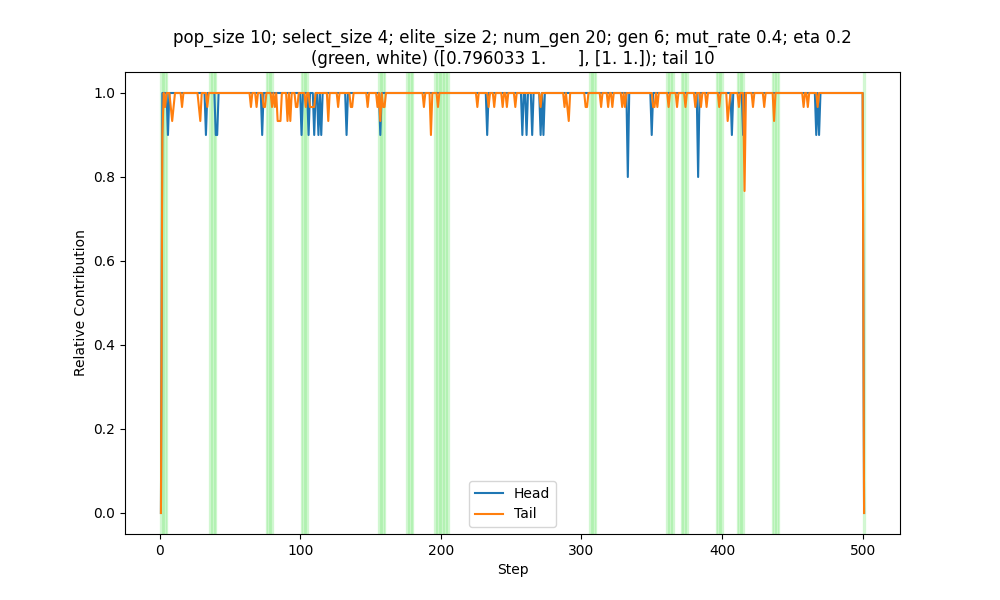 pop_size 10; select_size 4; elite_size 2; num_gen 20; gen 6; mut_rate 0.4; eta 0.2
(green, white) ([0.796033 1.       ], [1. 1.]); tail 10
1.0
0.8
0.6
0.4
0.2
0.0
Relative Contribution
Head
Tail
0
100
200
300
400
500
Step